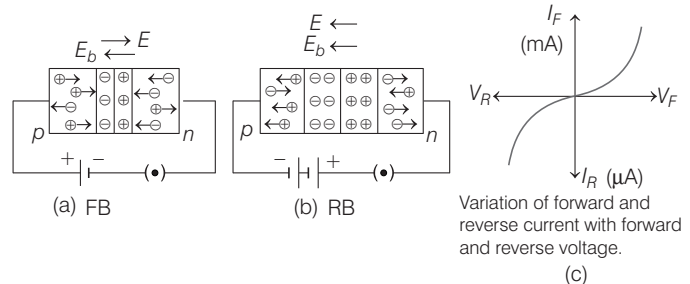 E
E_b
p
n
+ −
(a) FB
E
E_b
p
n
− +
(b) RB
I_F
(mA)
V_R
V_F
I_R (μA)
Variation of forward and
reverse current with forward
and reverse voltage.
(c)